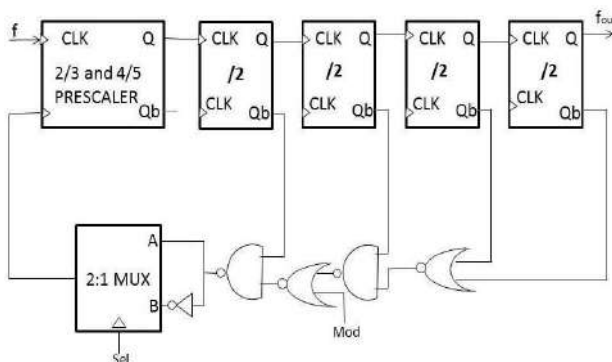 f
CLK Q
2/3 and 4/5
PRESCALER
Qb
CLK Q
/2
CLK
Qb
CLK Q
/2
CLK
Qb
CLK Q
/2
CLK
Qb
CLK Q
/2
CLK
Qb
fou
A
2:1 MUX
B
Sel
Mod